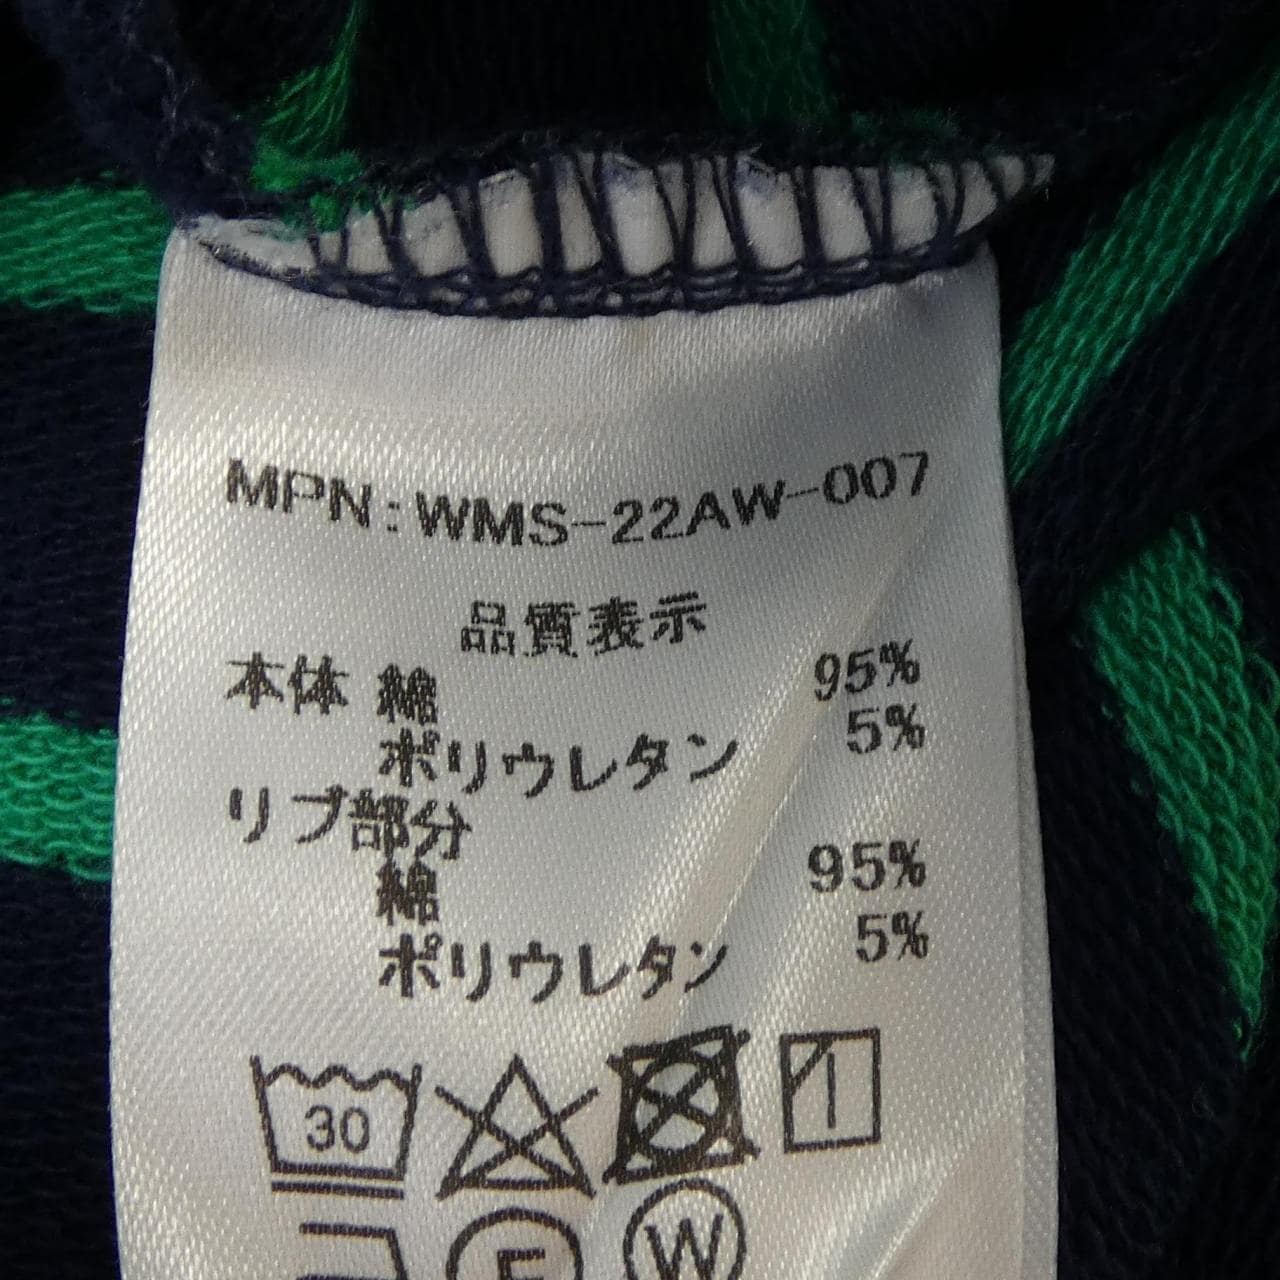 MPN:WMS-22AW-007
品質表示
本体 綿 95%
ポリウレタン 5%
リブ部分
綿 95%
ポリウレタン 5%
30
F W